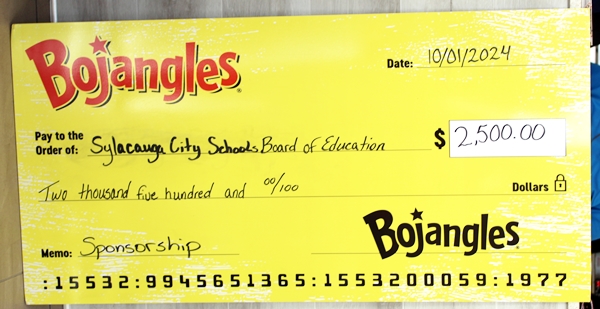 Bojangles
Date: 10/01/2024
Pay to the
Order of: Sylacauga City Schools Board of Education $ 2,500.00
Two thousand five hundred and 00/100 Dollars
Bojangles
Memo: Sponsorship
:15532:9945651365:1553200059:1977